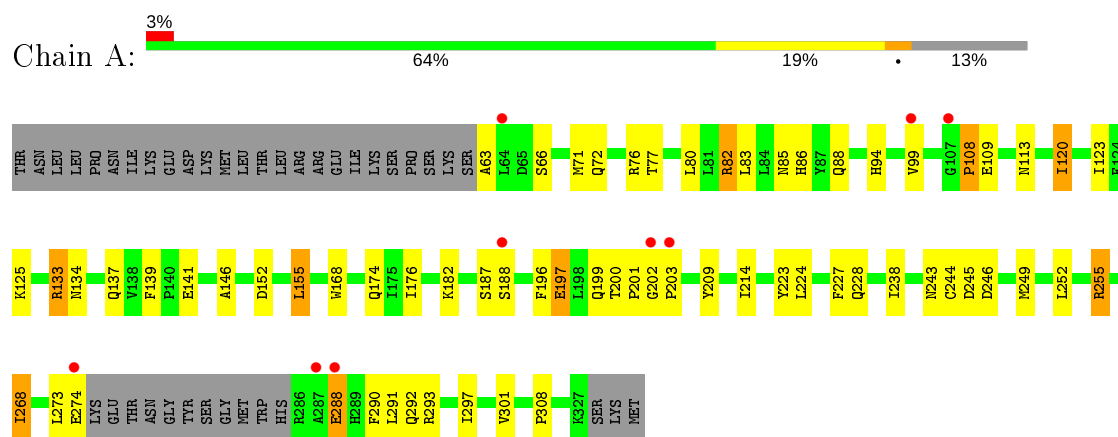 3%
Chain A:
64% 19% • 13%
THR ASN LEU LEU PRO ASN ILE LYS GLU ASP LYS MET LEU THR LEU ARG ARG GLU ILE LYS SER PRO SER LYS SER A63 L64 D65 S66 M71 Q72 R76 T77 L80 L81 R82 L83 L84 N85 H86 Y87 Q88 H94 V99 G107 P108 E109 N113 I120 I123 E124
K125 R133 N134 Q137 V138 F139 P140 E141 A146 D152 L155 W168 Q174 I175 I176 K182 S187 S188 F196 E197 L198 Q199 T200 P201 G202 P203 Y209 I214 Y223 L224 F227 Q228 I238 N243 C244 D245 D246 M249 L252 R255
I268 L273 E274 LYS GLU THR ASN GLY TYR SER GLY MET TRP HIS R286 A287 E288 H289 F290 L291 Q292 R293 I297 V301 P308 K327 SER LYS MET